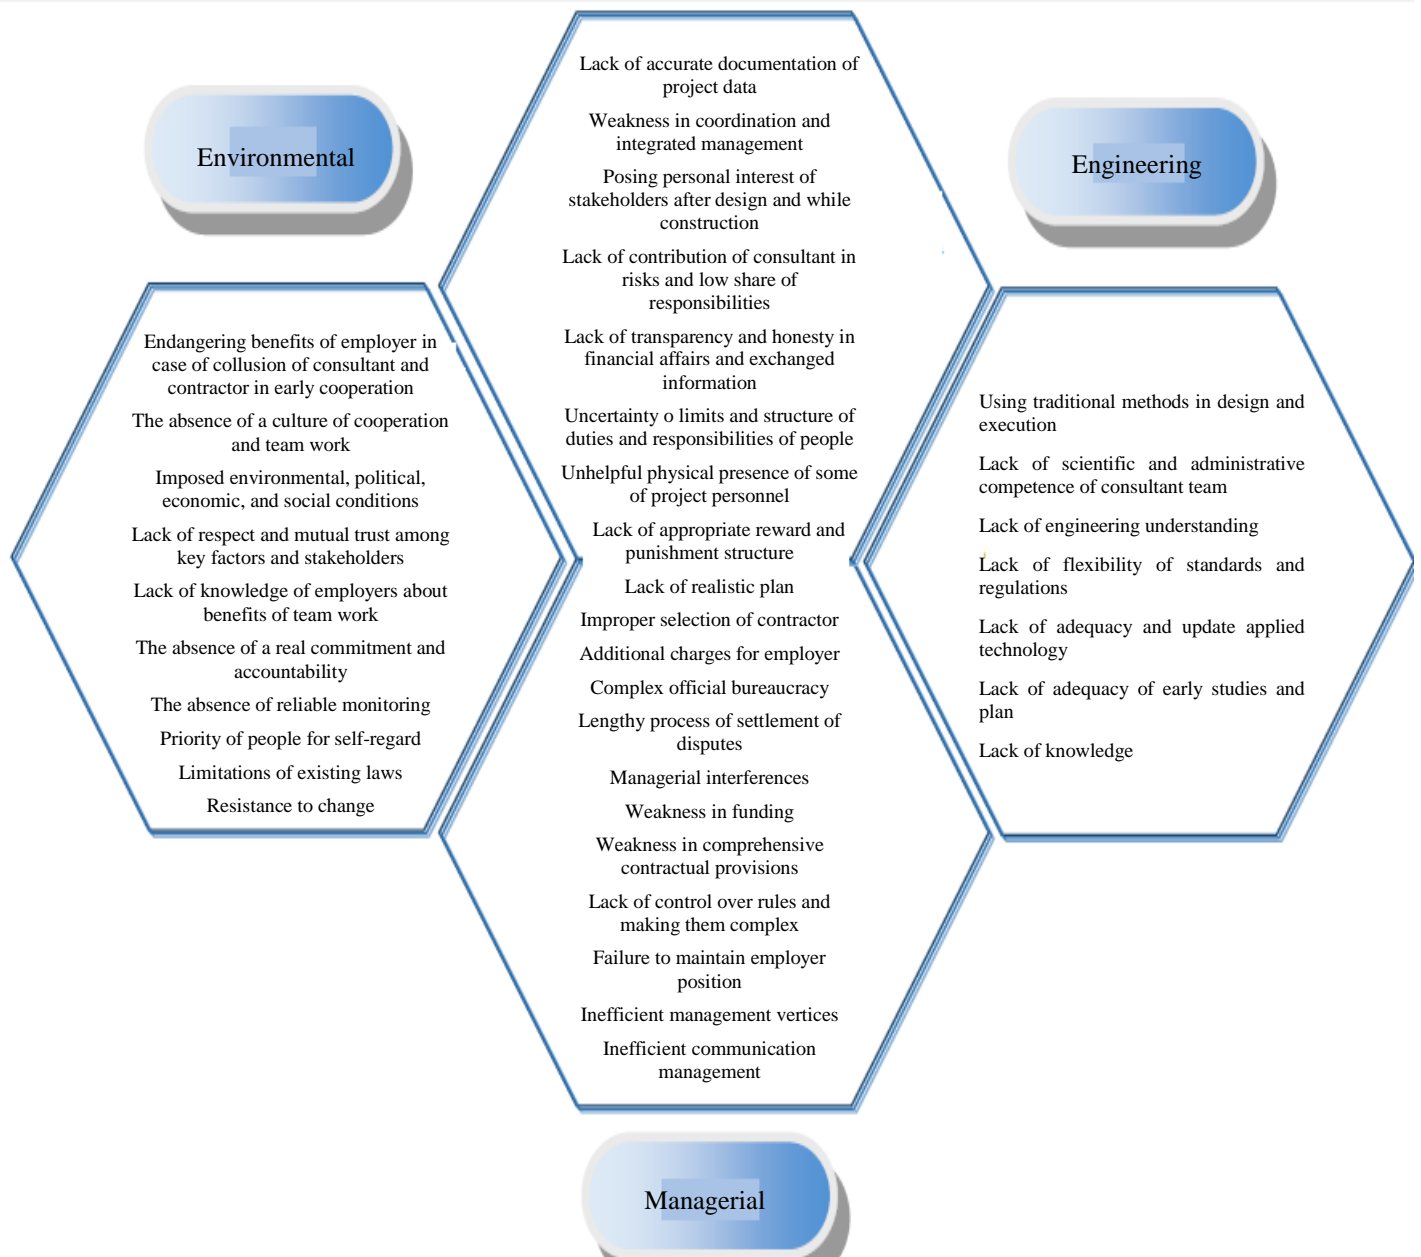 Environmental
Endangering benefits of employer in
case of collusion of consultant and
contractor in early cooperation
The absence of a culture of cooperation
and team work
Imposed environmental, political,
economic, and social conditions
Lack of respect and mutual trust among
key factors and stakeholders
Lack of knowledge of employers about
benefits of team work
The absence of a real commitment and
accountability
The absence of reliable monitoring
Priority of people for self-regard
Limitations of existing laws
Resistance to change
Lack of accurate documentation of
project data
Weakness in coordination and
integrated management
Posing personal interest of
stakeholders after design and while
construction
Lack of contribution of consultant in
risks and low share of
responsibilities
Lack of transparency and honesty in
financial affairs and exchanged
information
Uncertainty o limits and structure of
duties and responsibilities of people
Unhelpful physical presence of some
of project personnel
Lack of appropriate reward and
punishment structure
Lack of realistic plan
Improper selection of contractor
Additional charges for employer
Complex official bureaucracy
Lengthy process of settlement of
disputes
Managerial interferences
Weakness in funding
Weakness in comprehensive
contractual provisions
Lack of control over rules and
making them complex
Failure to maintain employer
position
Inefficient management vertices
Inefficient communication
management
Managerial
Engineering
Using traditional methods in design and
execution
Lack of scientific and administrative
competence of consultant team
Lack of engineering understanding
Lack of flexibility of standards and
regulations
Lack of adequacy and update applied
technology
Lack of adequacy of early studies and
plan
Lack of knowledge